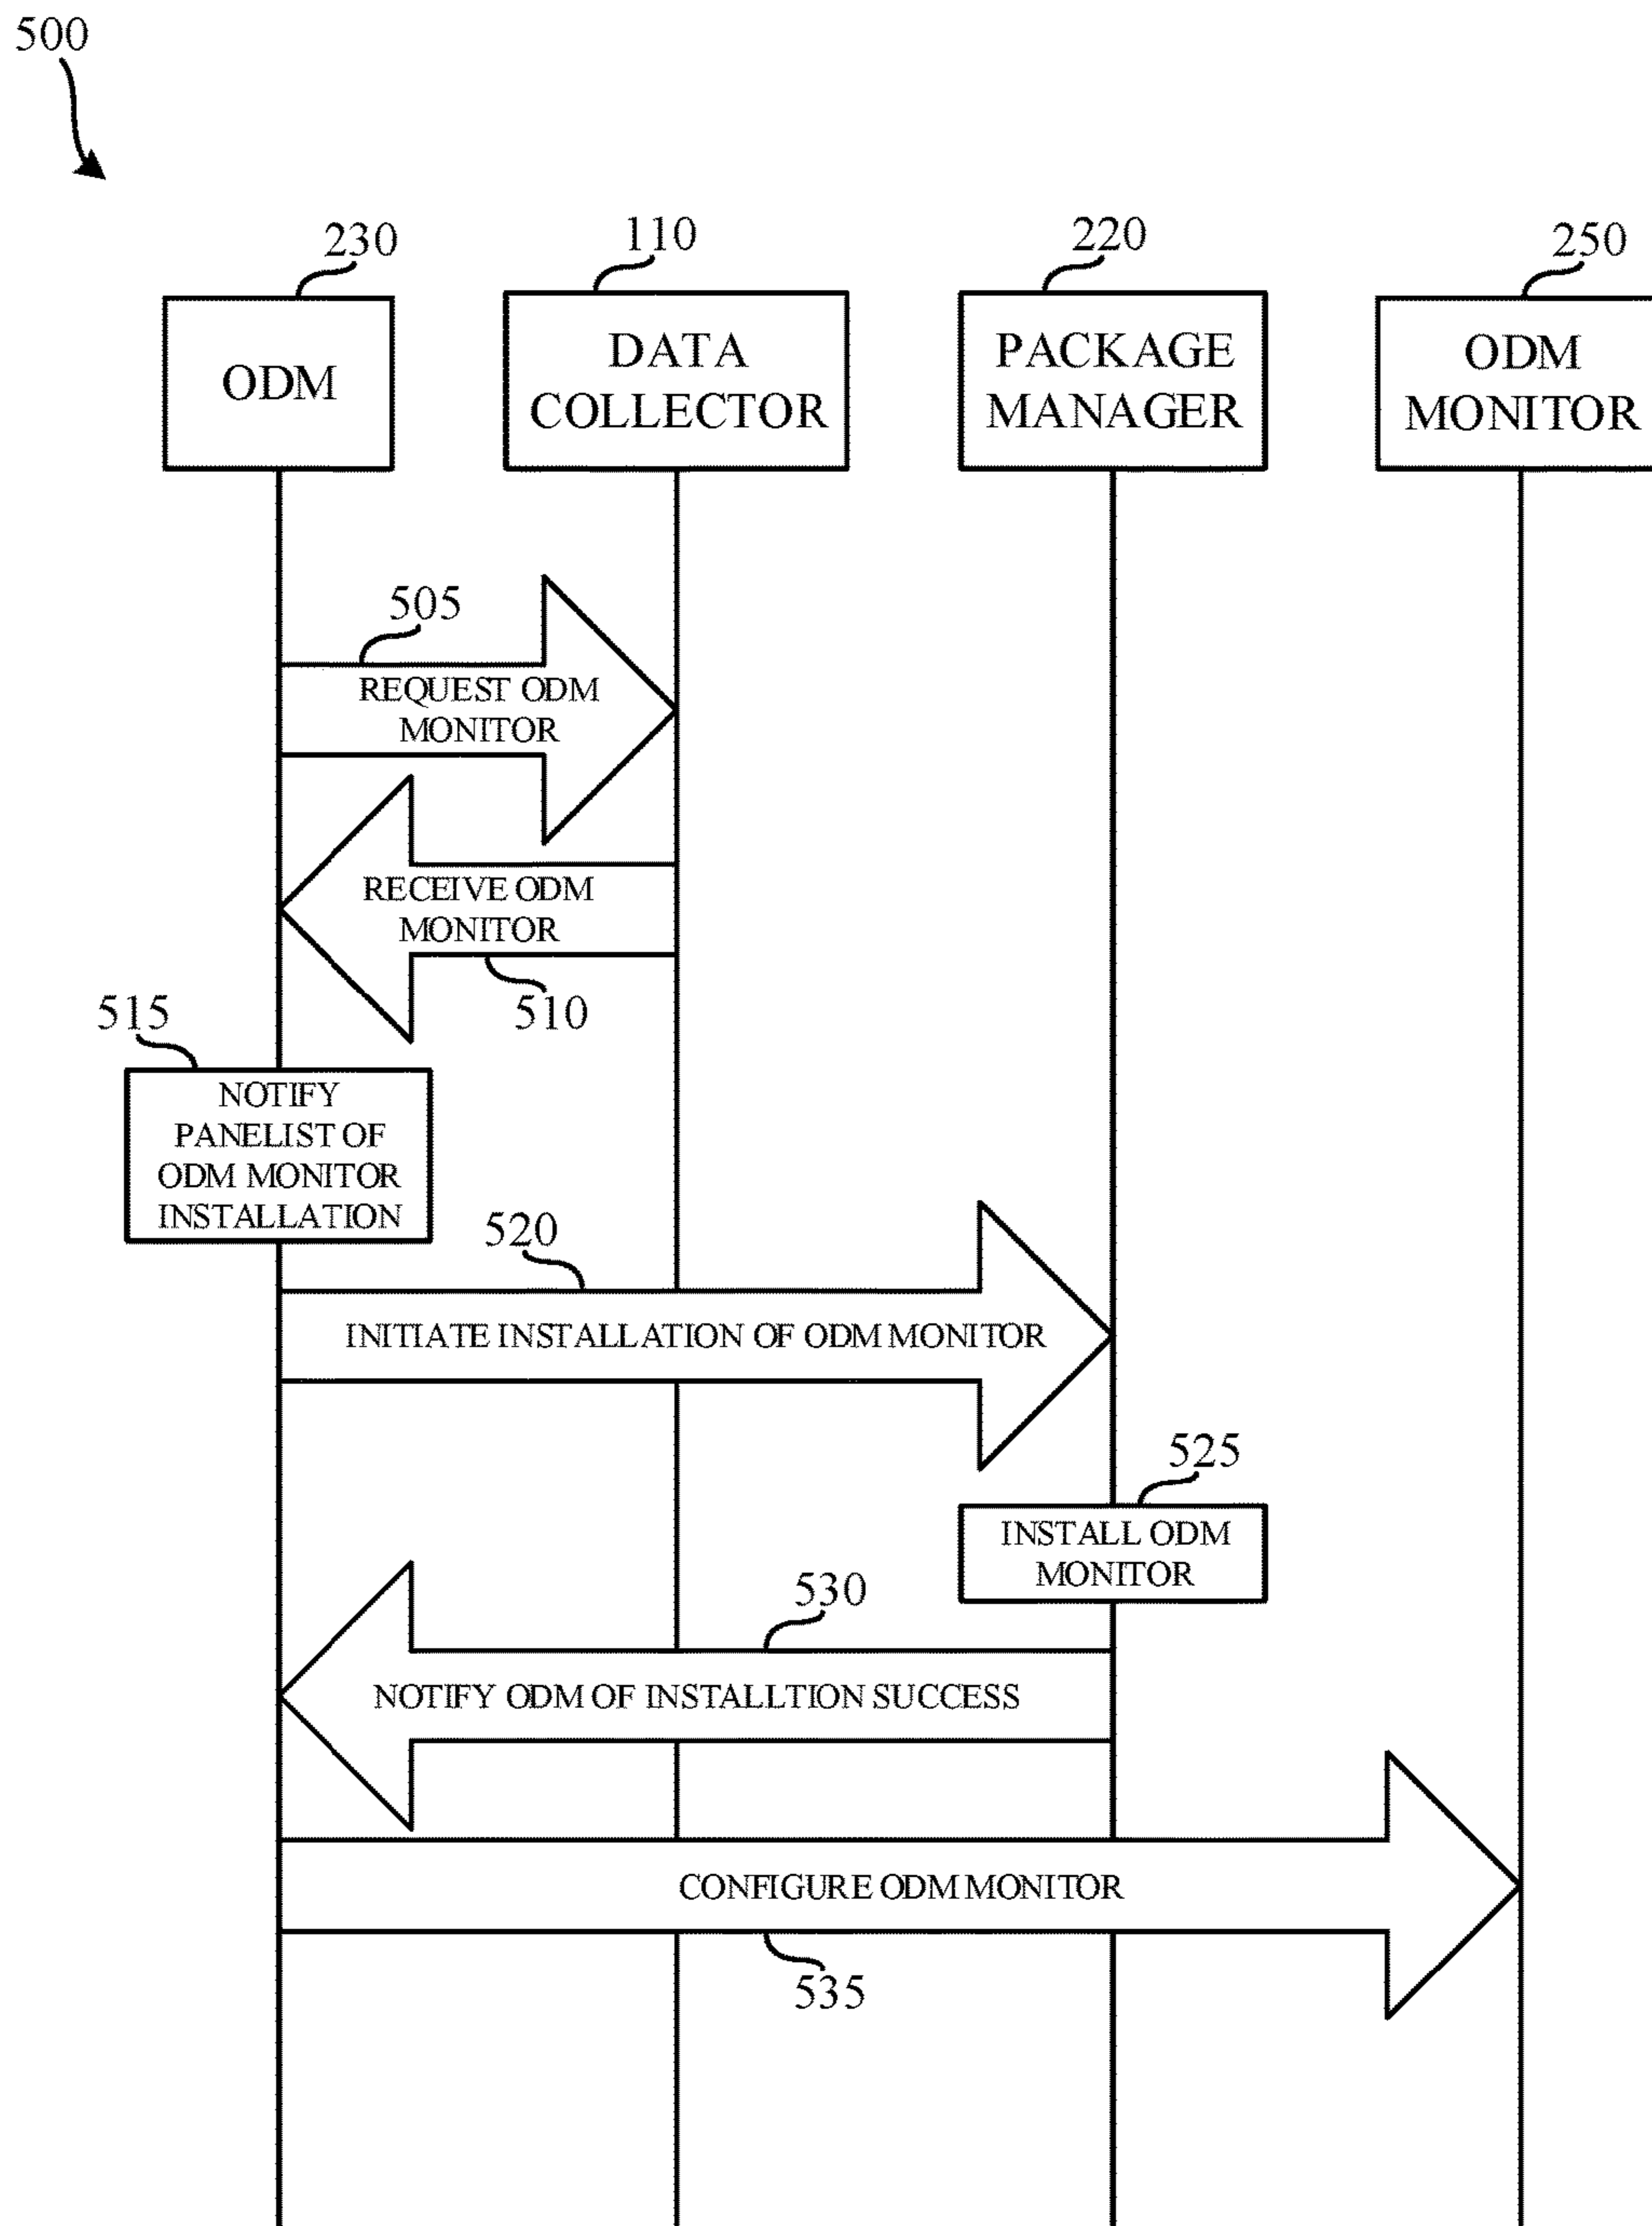 500
230
110
220
250
ODM
DATA
COLLECTOR
PACKAGE
MANAGER
ODM
MONITOR
505
REQUEST ODM
MONITOR
RECEIVE ODM
MONITOR
510
515
NOTIFY
PANELIST OF
ODM MONITOR
INSTALLATION
520
INITIATE INSTALLATION OF ODM MONITOR
525
INSTALL ODM
MONITOR
530
NOTIFY ODM OF INSTALLTION SUCCESS
CONFIGURE ODM MONITOR
535